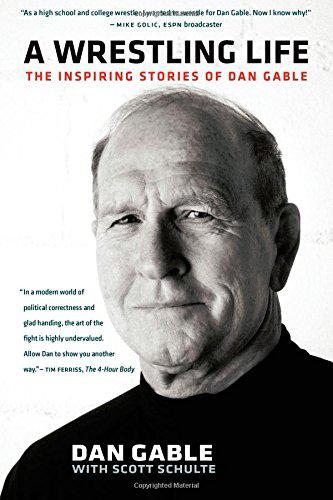 "As a high school and college wrestler I wanted to wrestle for Dan Gable. Now I know why!"
— MIKE GOLIC, ESPN broadcaster
A WRESTLING LIFE
THE INSPIRING STORIES OF DAN GABLE
"In a modern world of
political correctness and
glad handing, the art of the
fight is highly undervalued.
Allow Dan to show you another
way."— TIM FERRISS, The 4-Hour Body
DAN GABLE
WITH SCOTT SCHULTE